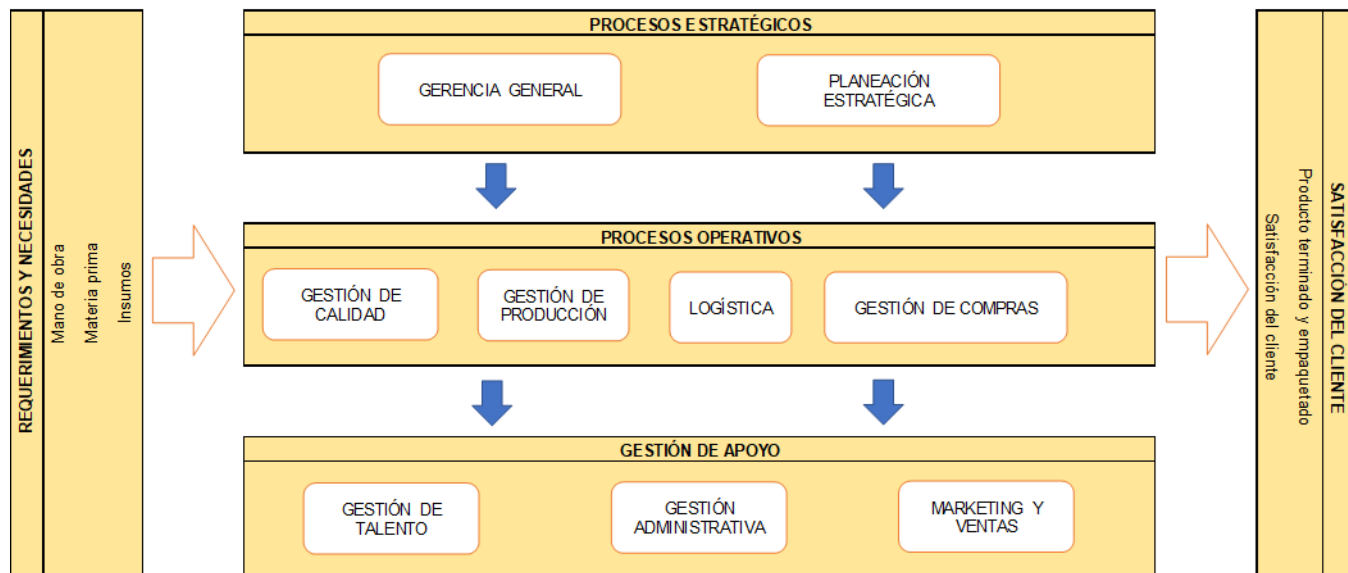 REQUERIMIENTOS Y NECESIDADES
Mano de obra
Materia prima
Insumos
PROCESOS ESTRATÉGICOS
GERENCIA GENERAL
PLANEACIÓN
ESTRATÉGICA
PROCESOS OPERATIVOS
GESTIÓN DE
CALIDAD
GESTIÓN DE
PRODUCCIÓN
LOGÍSTICA
GESTIÓN DE COMPRAS
GESTIÓN DE APOYO
GESTIÓN DE
TALENTO
GESTIÓN
ADMINISTRATIVA
MARKETING Y
VENTAS
SATISFACCIÓN DEL CLIENTE
Producto terminado y empaquetado
Satisfacción del cliente